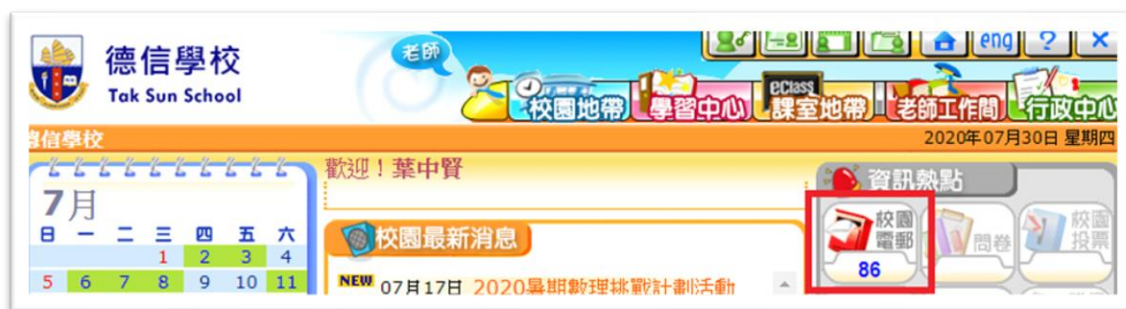 德信學校
Tak Sun School
老師
eng ? ×
校園地帶 學習中心 eClass 課室地帶 老師工作間 行政中心
德信學校
2020年07月30日 星期四
7月
日 一 二 三 四 五 六
1 2 3 4
5 6 7 8 9 10 11
歡迎！葉中賢
校園最新消息
NEW 07月17日 2020暑期數理挑戰計劃活動
資訊熱點
校園電郵
86
問卷
校園投票